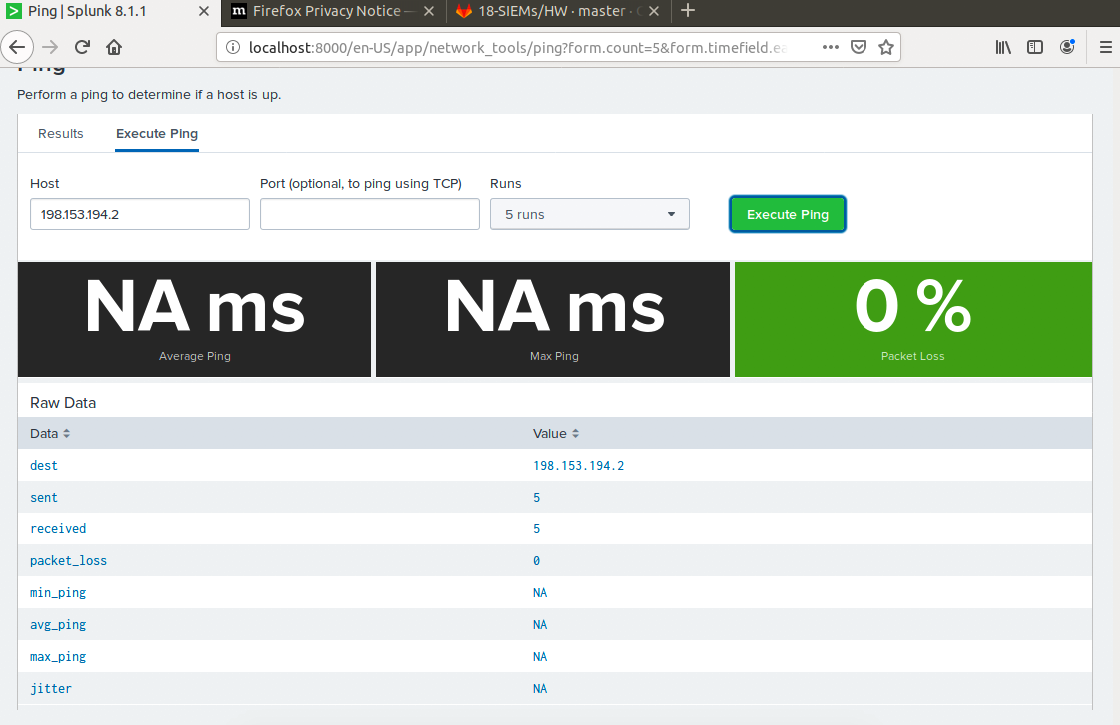 Ping | Splunk 8.1.1
Firefox Privacy Notice —
18-SIEMs/HW · master ·
localhost:8000/en-US/app/network_tools/ping?form.count=5&form.timefield.ea
Ping
Perform a ping to determine if a host is up.
Results Execute Ping
Host Port (optional, to ping using TCP) Runs
198.153.194.2 5 runs Execute Ping
NA ms NA ms 0 %
Average Ping Max Ping Packet Loss
Raw Data
Data Value
dest 198.153.194.2
sent 5
received 5
packet_loss 0
min_ping NA
avg_ping NA
max_ping NA
jitter NA